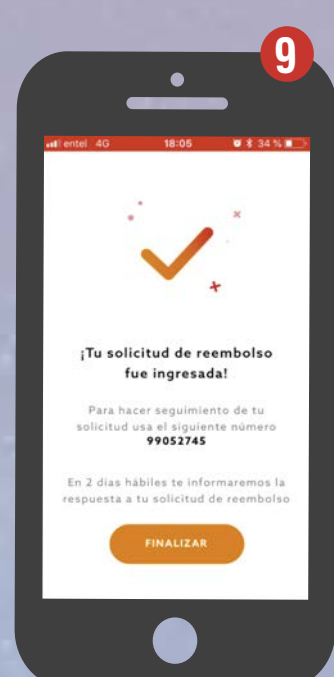 9
entel 4G 18:05 34 %
¡Tu solicitud de reembolso
fue ingresada!
Para hacer seguimiento de tu
solicitud usa el siguiente número
99052745
En 2 días hábiles te informaremos la
respuesta a tu solicitud de reembolso
FINALIZAR